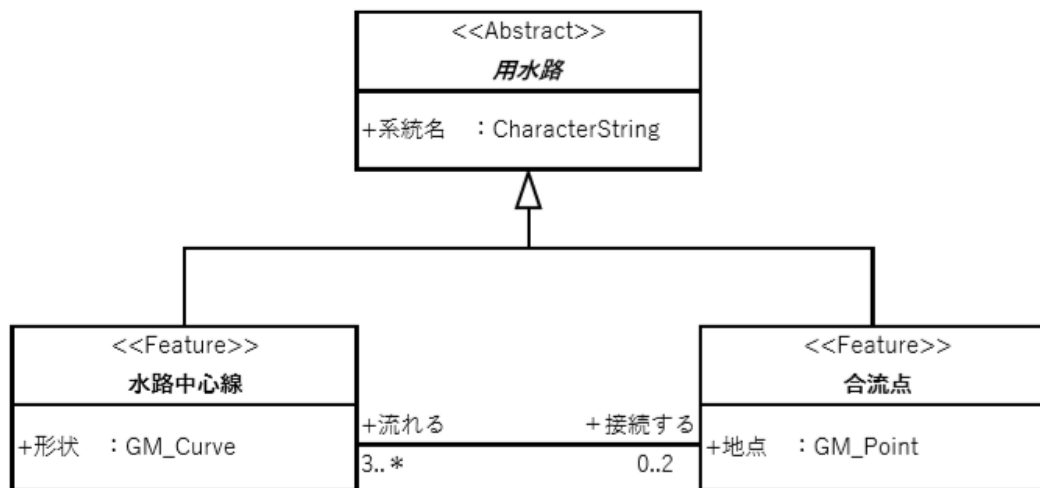 <<Abstract>>
用水路
+系統名 :CharacterString
<<Feature>>
水路中心線
+形状 :GM_Curve
+流れる
3..*
+接続する
0..2
<<Feature>>
合流点
+地点 :GM_Point